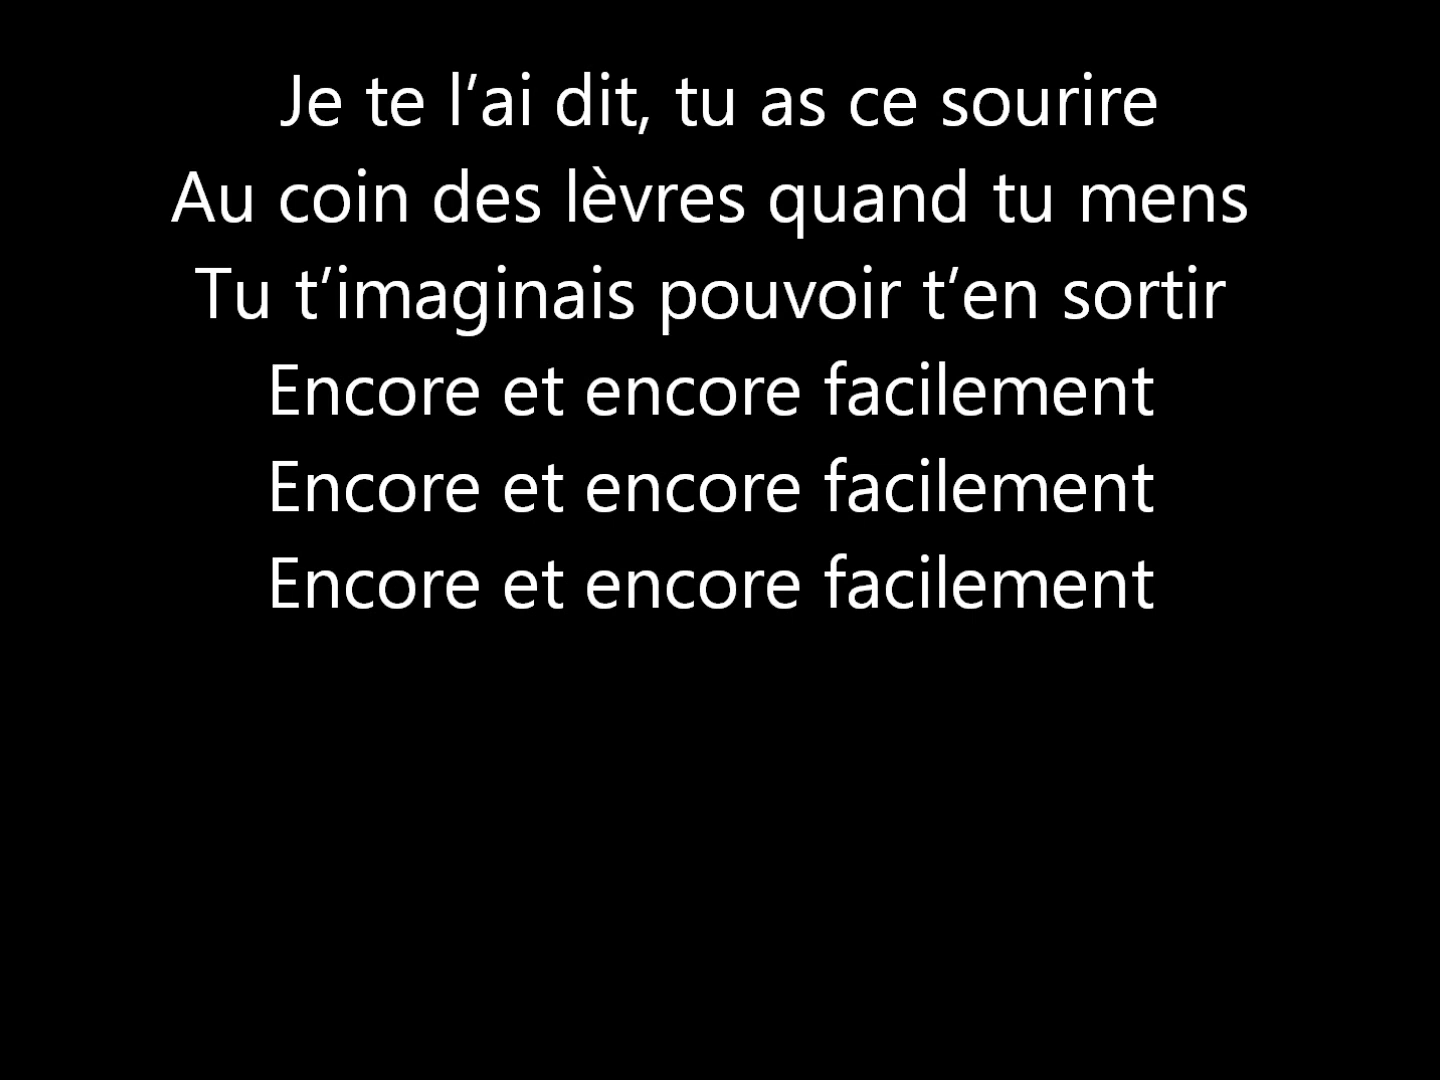 Je te l’ai dit, tu as ce sourire
Au coin des lèvres quand tu mens
Tu t’imaginais pouvoir t’en sortir
Encore et encore facilement
Encore et encore facilement
Encore et encore facilement